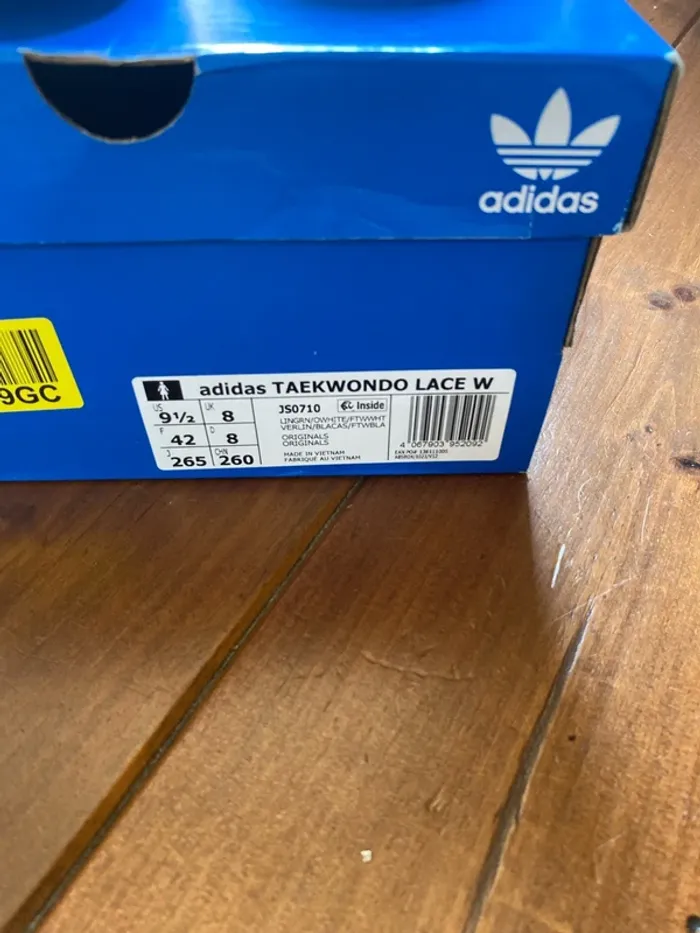 adidas
9GC
adidas TAEKWONDO LACE W
US 9½ UK 8
F 42 D 8
J 265 CHN 260
JS0710
Inside
LINGRN/OWHITE/FTWWHT
VERLIN/BLACAS/FTWBLA
ORIGINALS
ORIGINALS
MADE IN VIETNAM
FABRIQUÉ AU VIETNAM
4 067903 952092